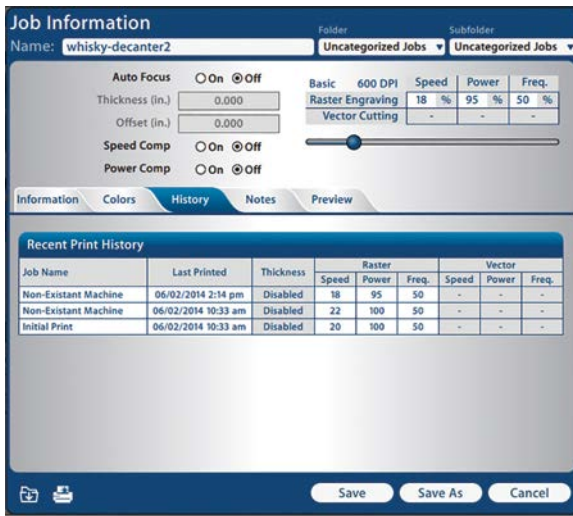 Job Information
Folder Subfolder
Name: whisky-decanter2 Uncategorized Jobs Uncategorized Jobs
Auto Focus On Off
Thickness (in.) 0.000
Offset (in.) 0.000
Speed Comp On Off
Power Comp On Off
Basic 600 DPI Speed Power Freq.
Raster Engraving 18 % 95 % 50 %
Vector Cutting - - -
Information Colors History Notes Preview
Recent Print History
Job Name Last Printed Thickness Raster Vector
Speed Power Freq. Speed Power Freq.
Non-Existant Machine 06/02/2014 2:14 pm Disabled 18 95 50 - - -
Non-Existant Machine 06/02/2014 10:33 am Disabled 22 100 50 - - -
Initial Print 06/02/2014 10:33 am Disabled 20 100 50 - - -
Save Save As Cancel